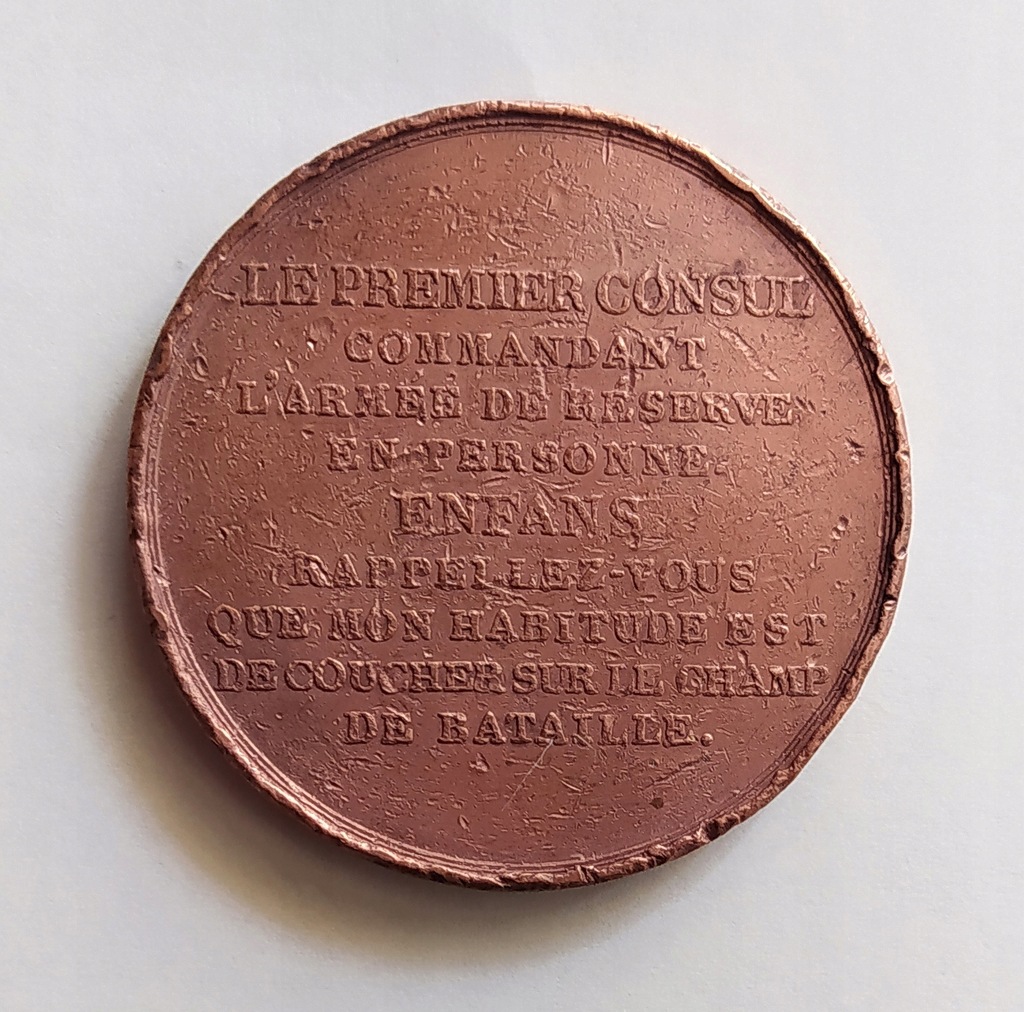 LE PREMIER CONSUL
COMMANDANT
L'ARMÉE DE RÉSERVE
EN PERSONNE.
ENFANS
RAPPELLEZ-VOUS
QUE MON HABITUDE EST
DE COUCHER SUR LE CHAMP
DE BATAILLE.